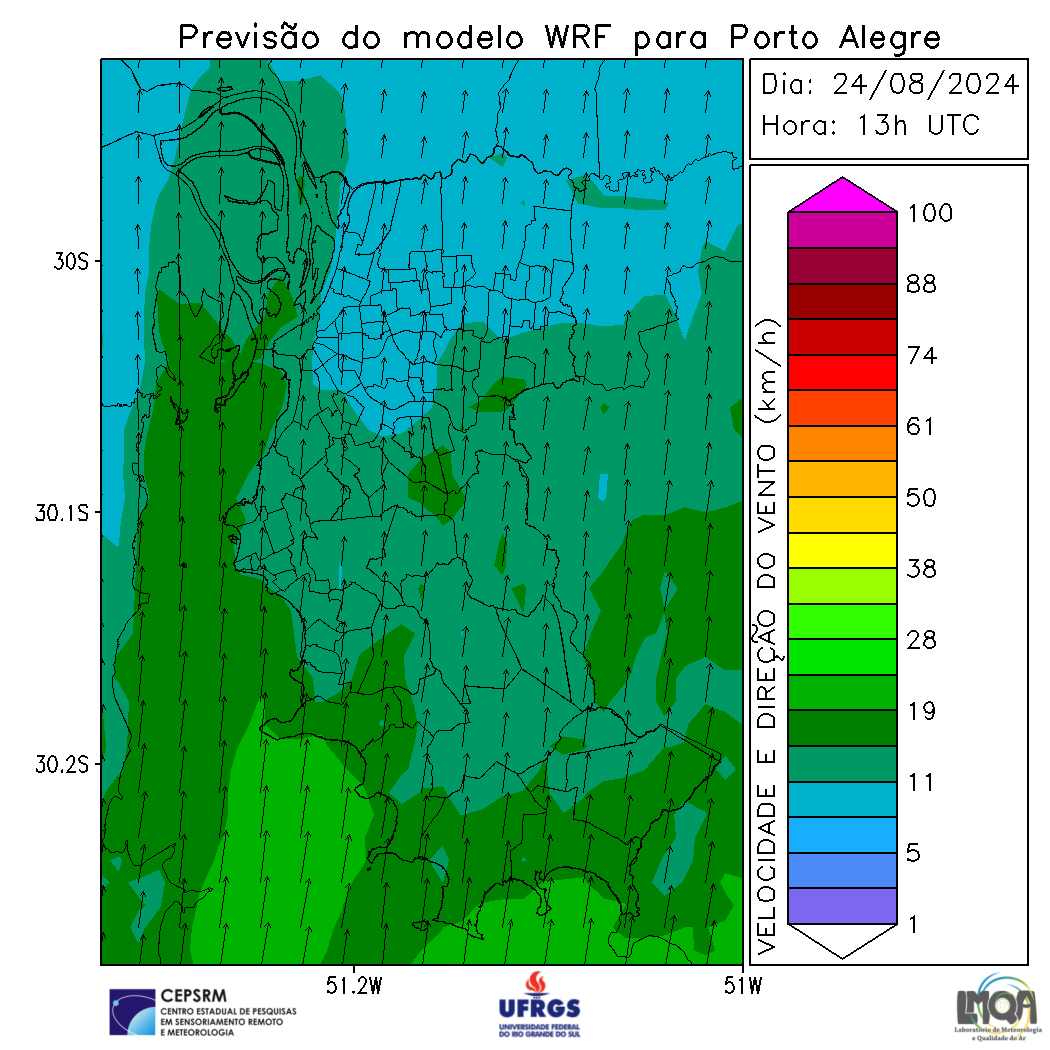 Previsão do modelo WRF para Porto Alegre
Dia: 24/08/2024
Hora: 13h UTC
30S
30.1S
30.2S
51.2W
51W
VELOCIDADE E DIREÇÃO DO VENTO (km/h)
100
88
74
61
50
38
28
19
11
5
1
CEPSRM
CENTRO ESTADUAL DE PESQUISAS
EM SENSORIAMENTO REMOTO
E METEOROLOGIA
UFRGS
UNIVERSIDADE FEDERAL
DO RIO GRANDE DO SUL
LMQA
Laboratório de Meteorologia
e Qualidade do Ar